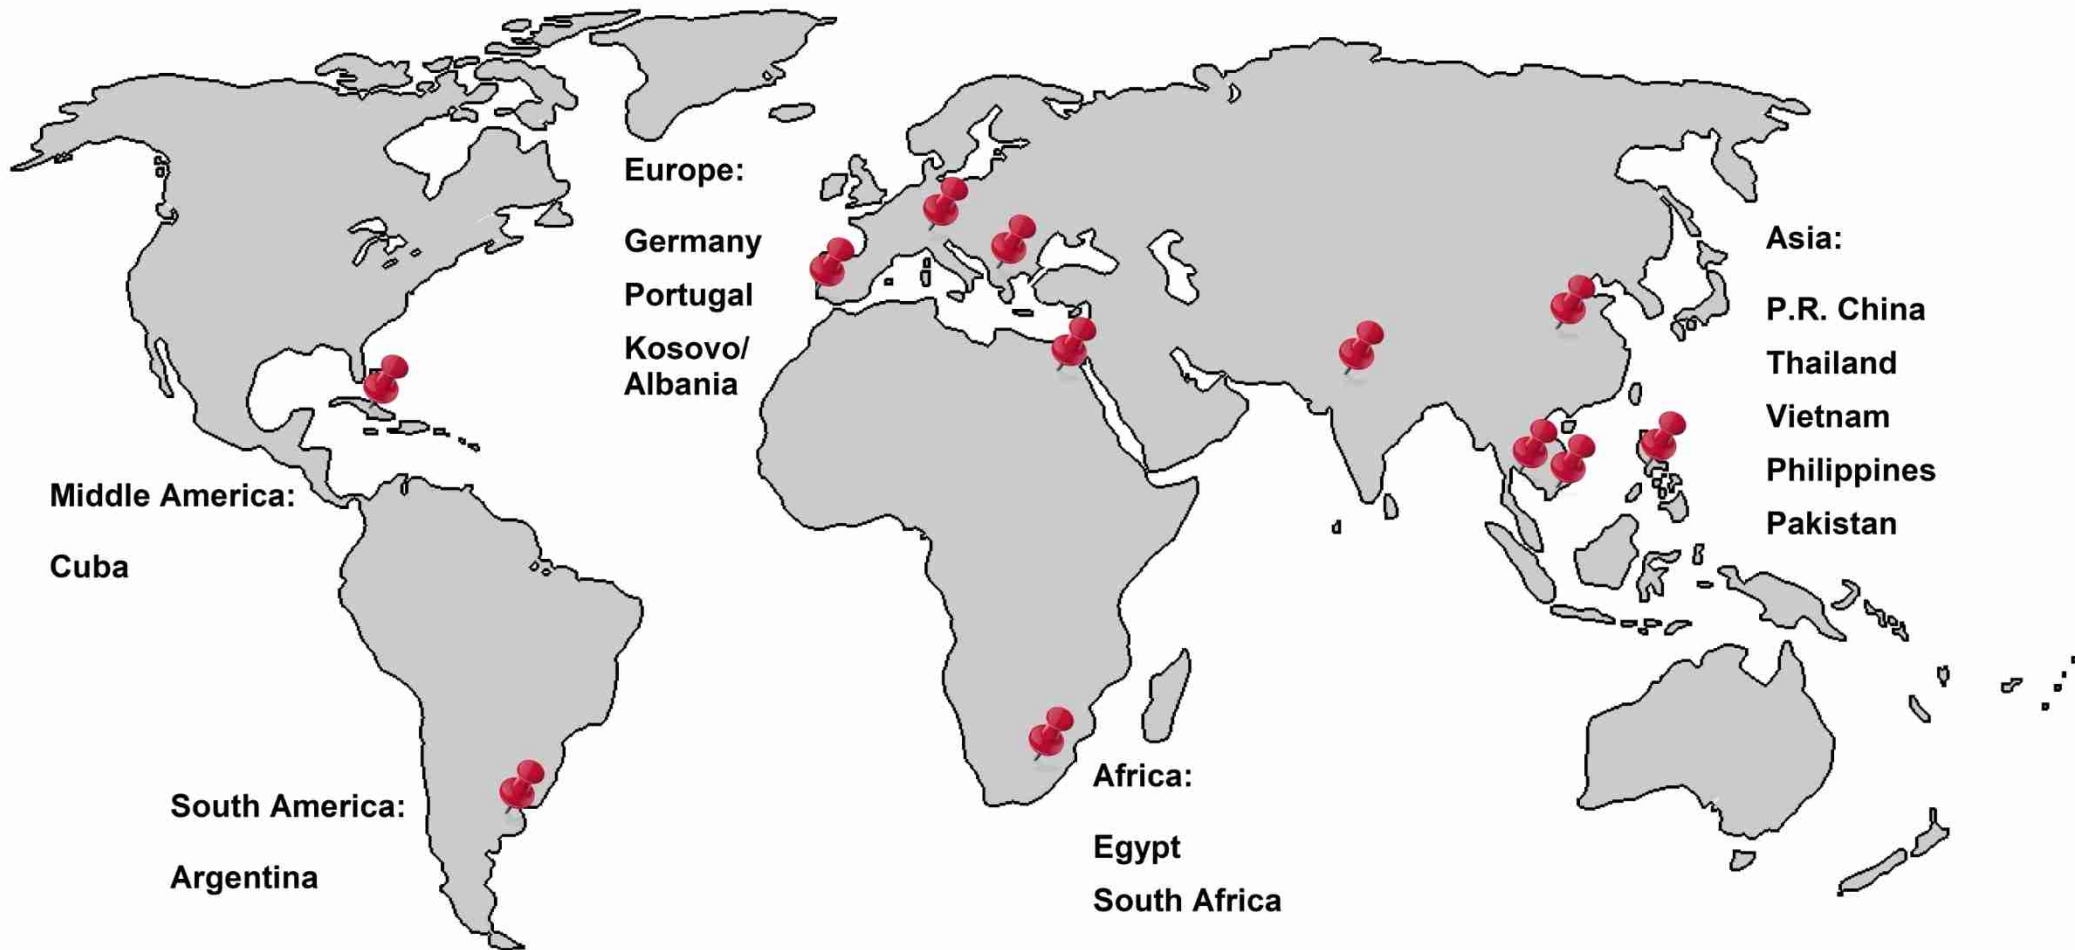 Europe:
Germany
Portugal
Kosovo/
Albania
Asia:
P.R. China
Thailand
Vietnam
Philippines
Pakistan
Middle America:
Cuba
South America:
Argentina
Africa:
Egypt
South Africa